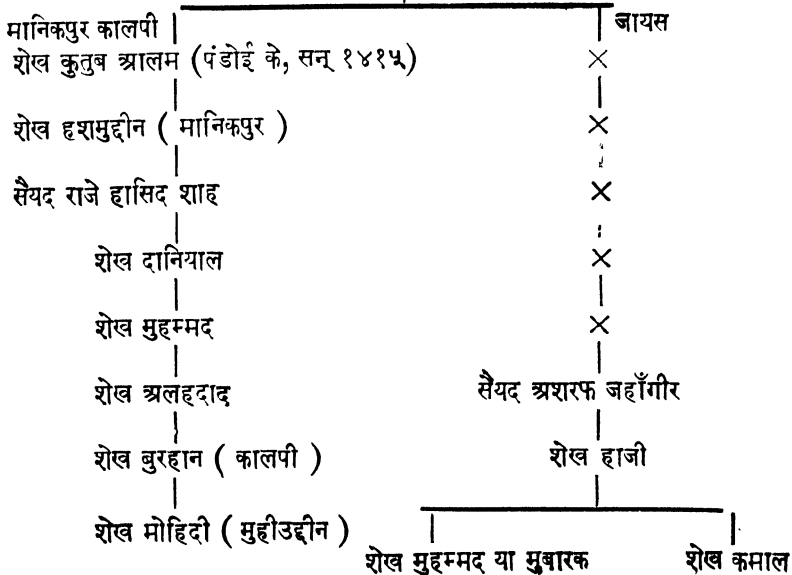 मानिकपुर कालपी
जायस
शेख कुतुब आलम (पंडोई के, सन् १४१५)
शेख हशमुद्दीन ( मानिकपुर )
सैयद राजे हासिद शाह
शेख दानियाल
शेख मुहम्मद
शेख अलहदाद
सैयद अशरफ जहाँगीर
शेख बुरहान ( कालपी )
शेख हाजी
शेख मोहिदी ( मुहीउद्दीन )
शेख मुहम्मद या मुबारक
शेख कमाल